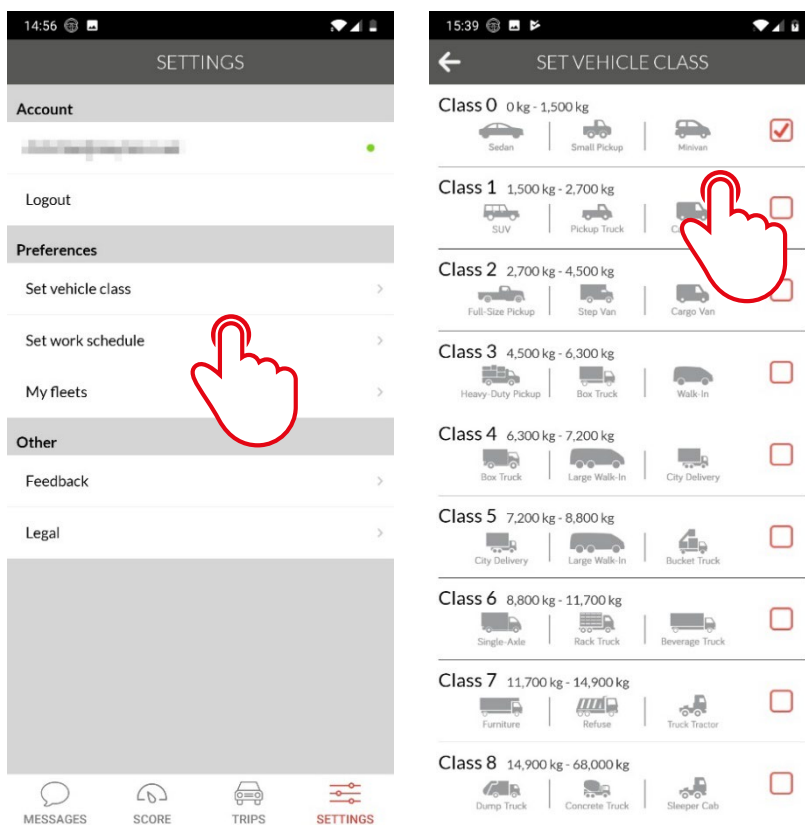 14:56
SETTINGS
Account
Logout
Preferences
Set vehicle class
Set work schedule
My fleets
Other
Feedback
Legal
MESSAGES SCORE TRIPS SETTINGS
15:39
SET VEHICLE CLASS
Class 0 0 kg - 1,500 kg
Sedan Small Pickup Minivan
Class 1 1,500 kg - 2,700 kg
SUV Pickup Truck
Class 2 2,700 kg - 4,500 kg
Full-Size Pickup Step Van Cargo Van
Class 3 4,500 kg - 6,300 kg
Heavy-Duty Pickup Box Truck Walk-In
Class 4 6,300 kg - 7,200 kg
Box Truck Large Walk-In City Delivery
Class 5 7,200 kg - 8,800 kg
City Delivery Large Walk-In Bucket Truck
Class 6 8,800 kg - 11,700 kg
Single-Axle Rack Truck Beverage Truck
Class 7 11,700 kg - 14,900 kg
Furniture Refuse Truck Tractor
Class 8 14,900 kg - 68,000 kg
Dump Truck Concrete Truck Sleeper Cab